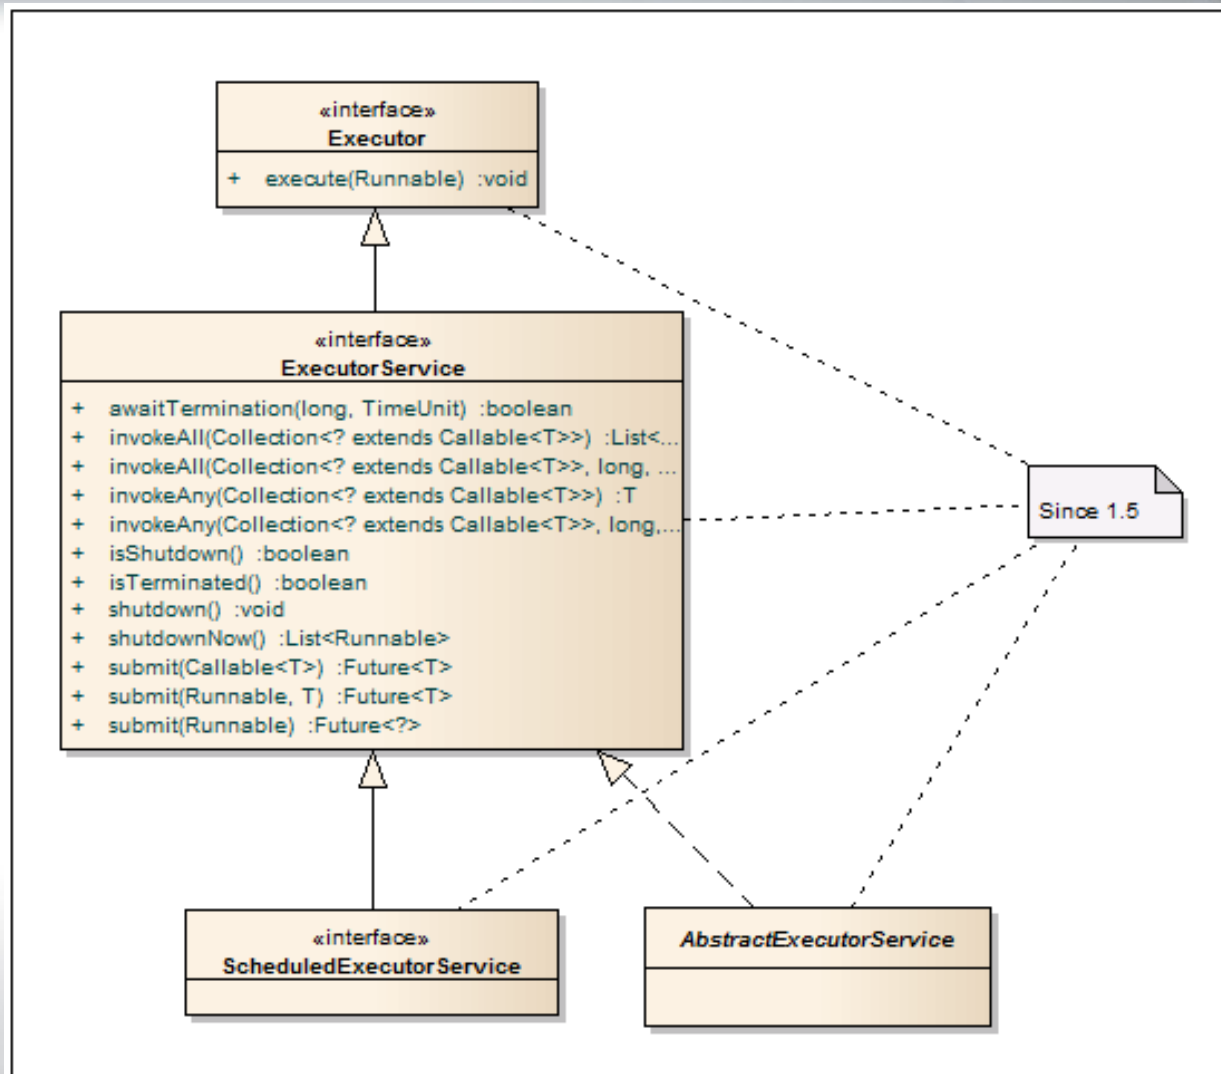 «interface»
Executor
+ execute(Runnable) :void
«interface»
ExecutorService
+ awaitTermination(long, TimeUnit) :boolean
+ invokeAll(Collection<? extends Callable<T>>) :List<...
+ invokeAll(Collection<? extends Callable<T>>, long, ...
+ invokeAny(Collection<? extends Callable<T>>) :T
+ invokeAny(Collection<? extends Callable<T>>, long,...
+ isShutdown() :boolean
+ isTerminated() :boolean
+ shutdown() :void
+ shutdownNow() :List<Runnable>
+ submit(Callable<T>) :Future<T>
+ submit(Runnable, T) :Future<T>
+ submit(Runnable) :Future<?>
Since 1.5
«interface»
ScheduledExecutorService
AbstractExecutorService